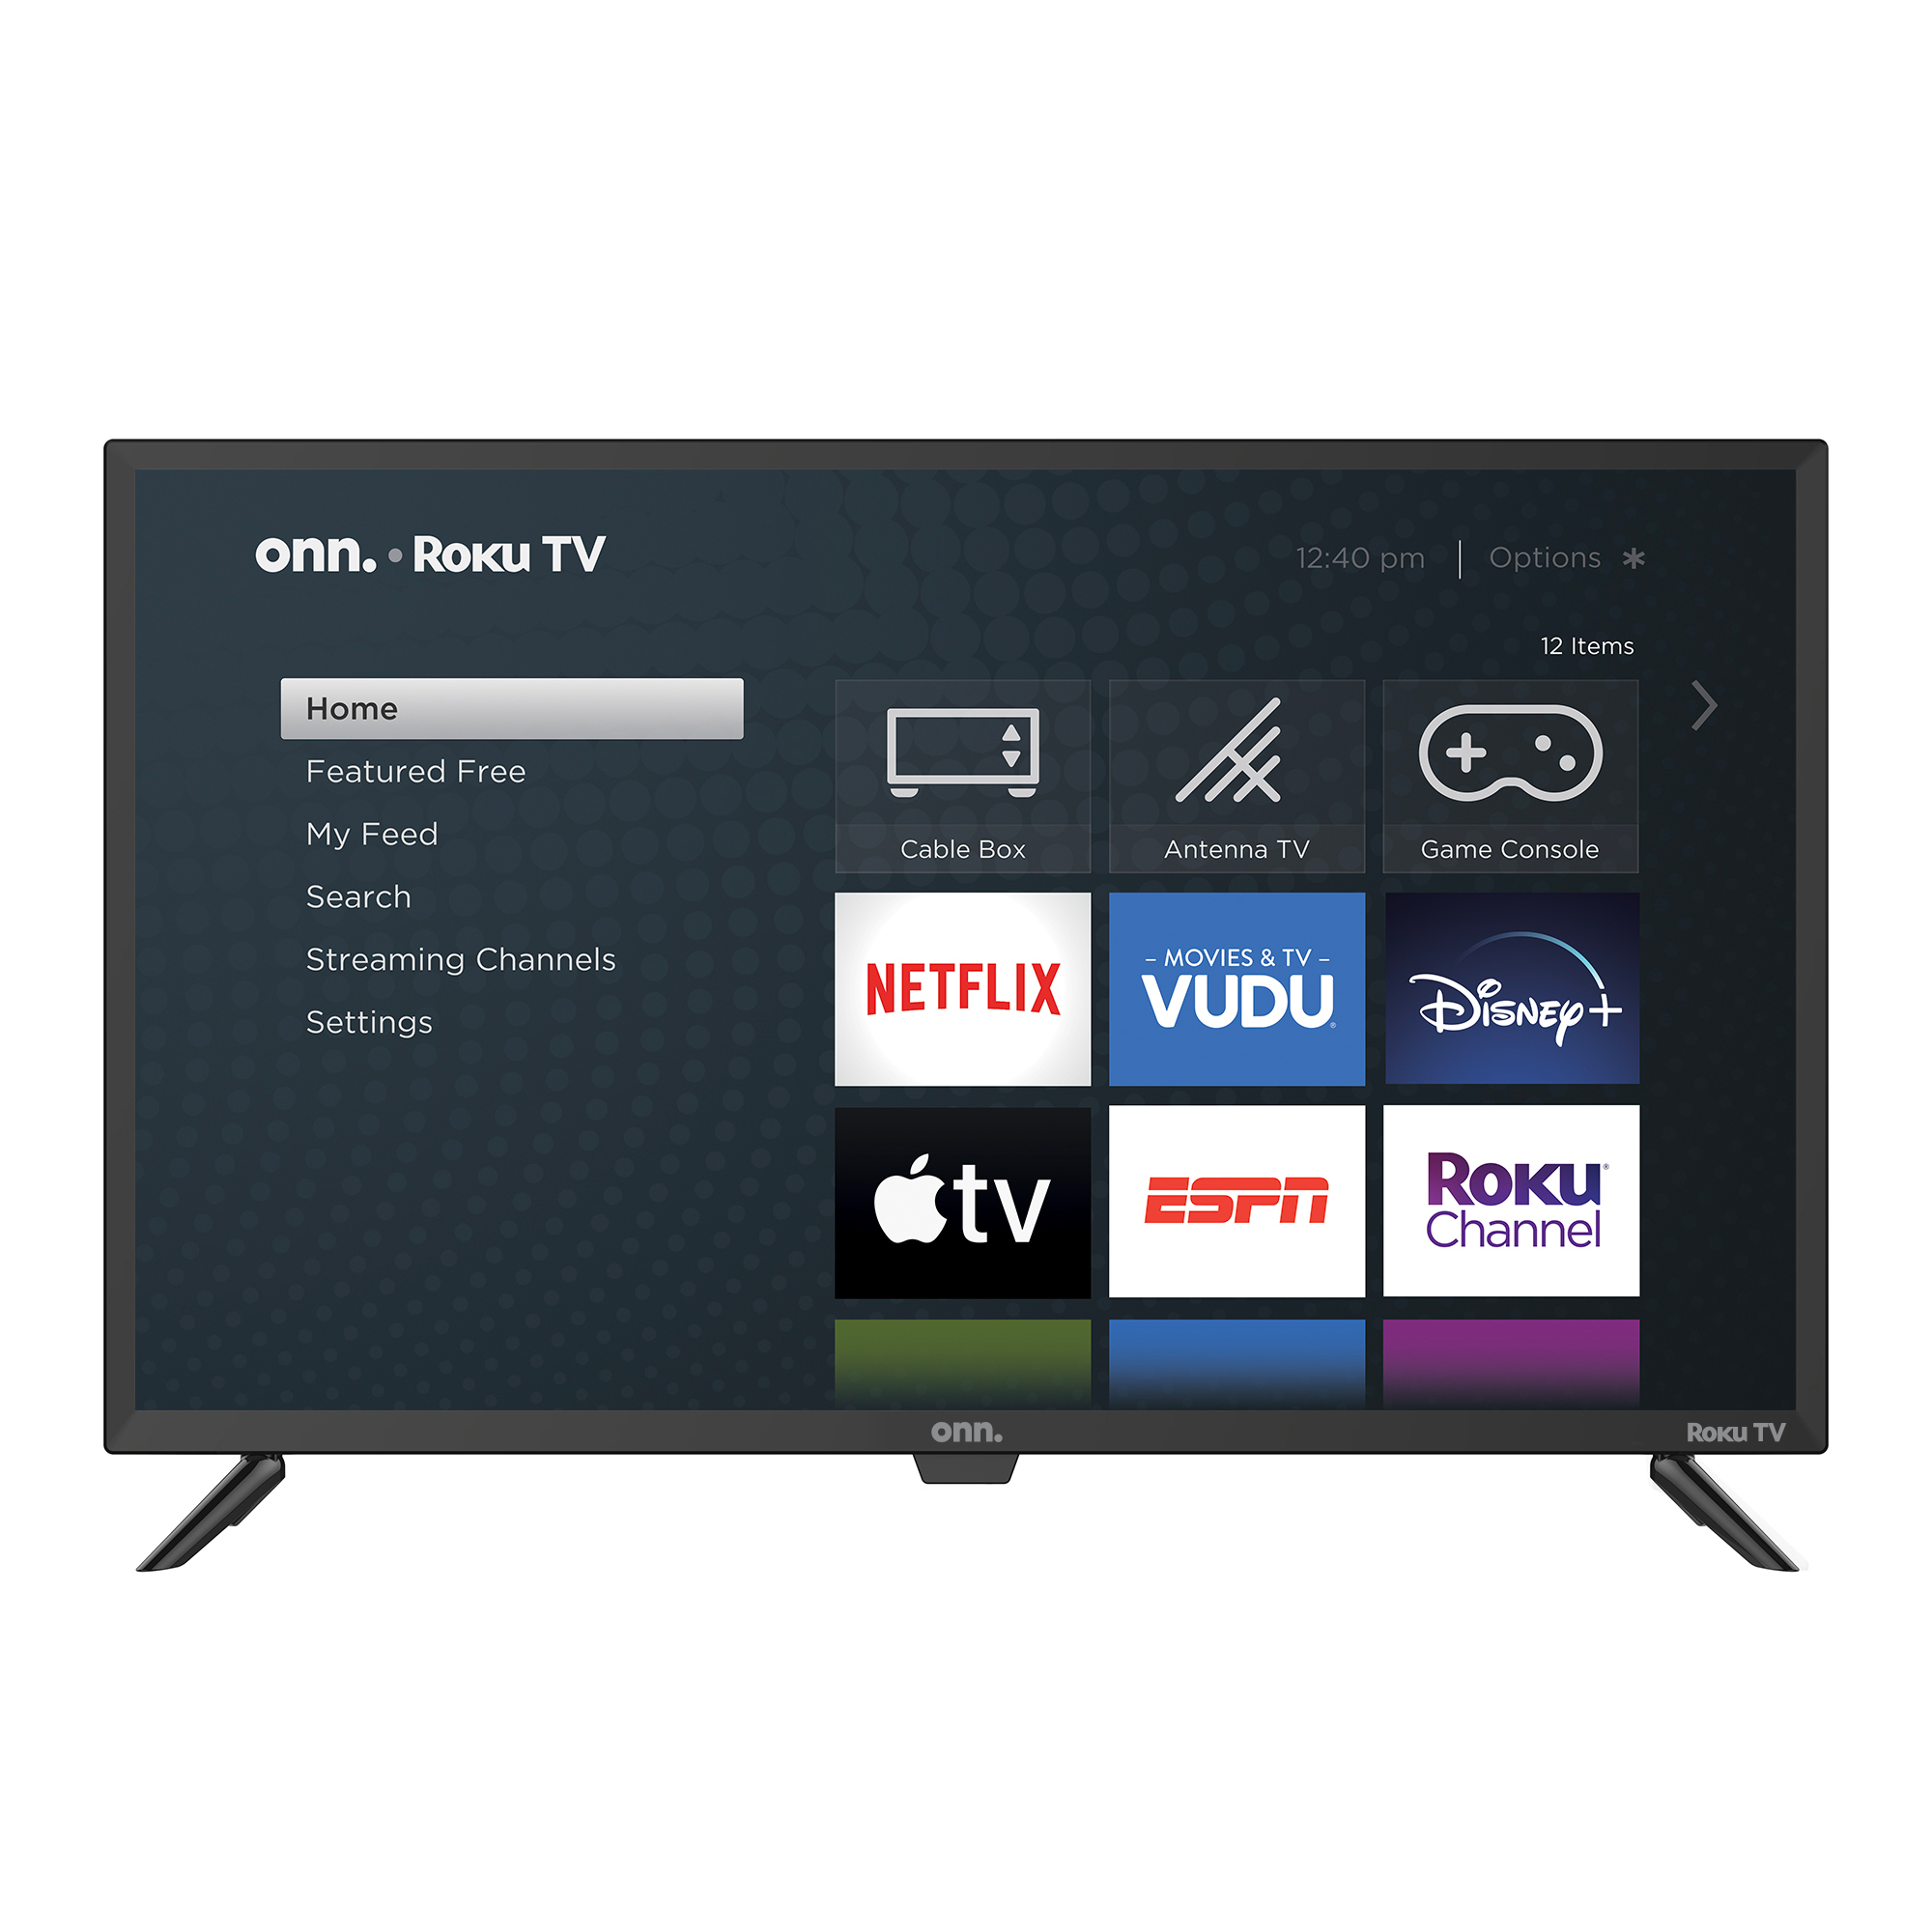 onn. • Roku TV
12:40 pm | Options *
12 Items
Home
Featured Free
My Feed
Search
Streaming Channels
Settings
Cable Box
Antenna TV
Game Console
NETFLIX
– MOVIES & TV –
VUDU
Disney+
tv
ESPN
Roku
Channel
onn.
Roku TV